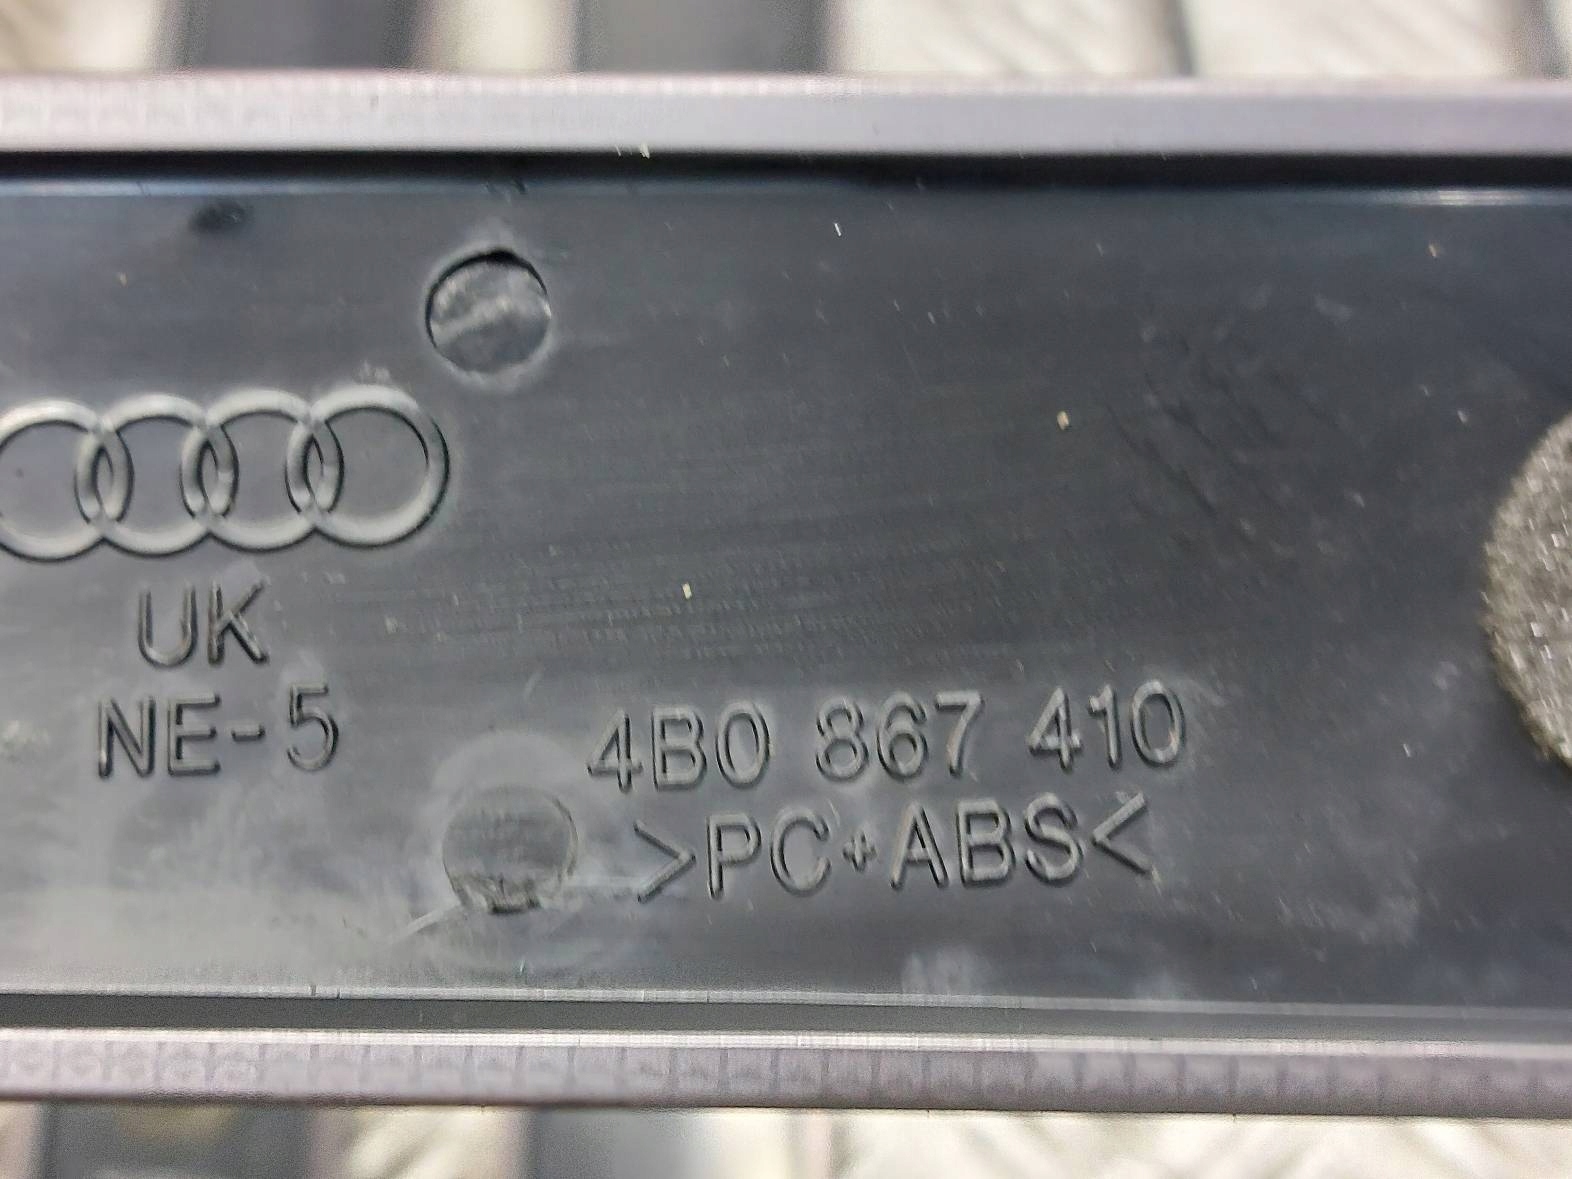 UK
NE-5
4B0 867 410
>PC+ABS<